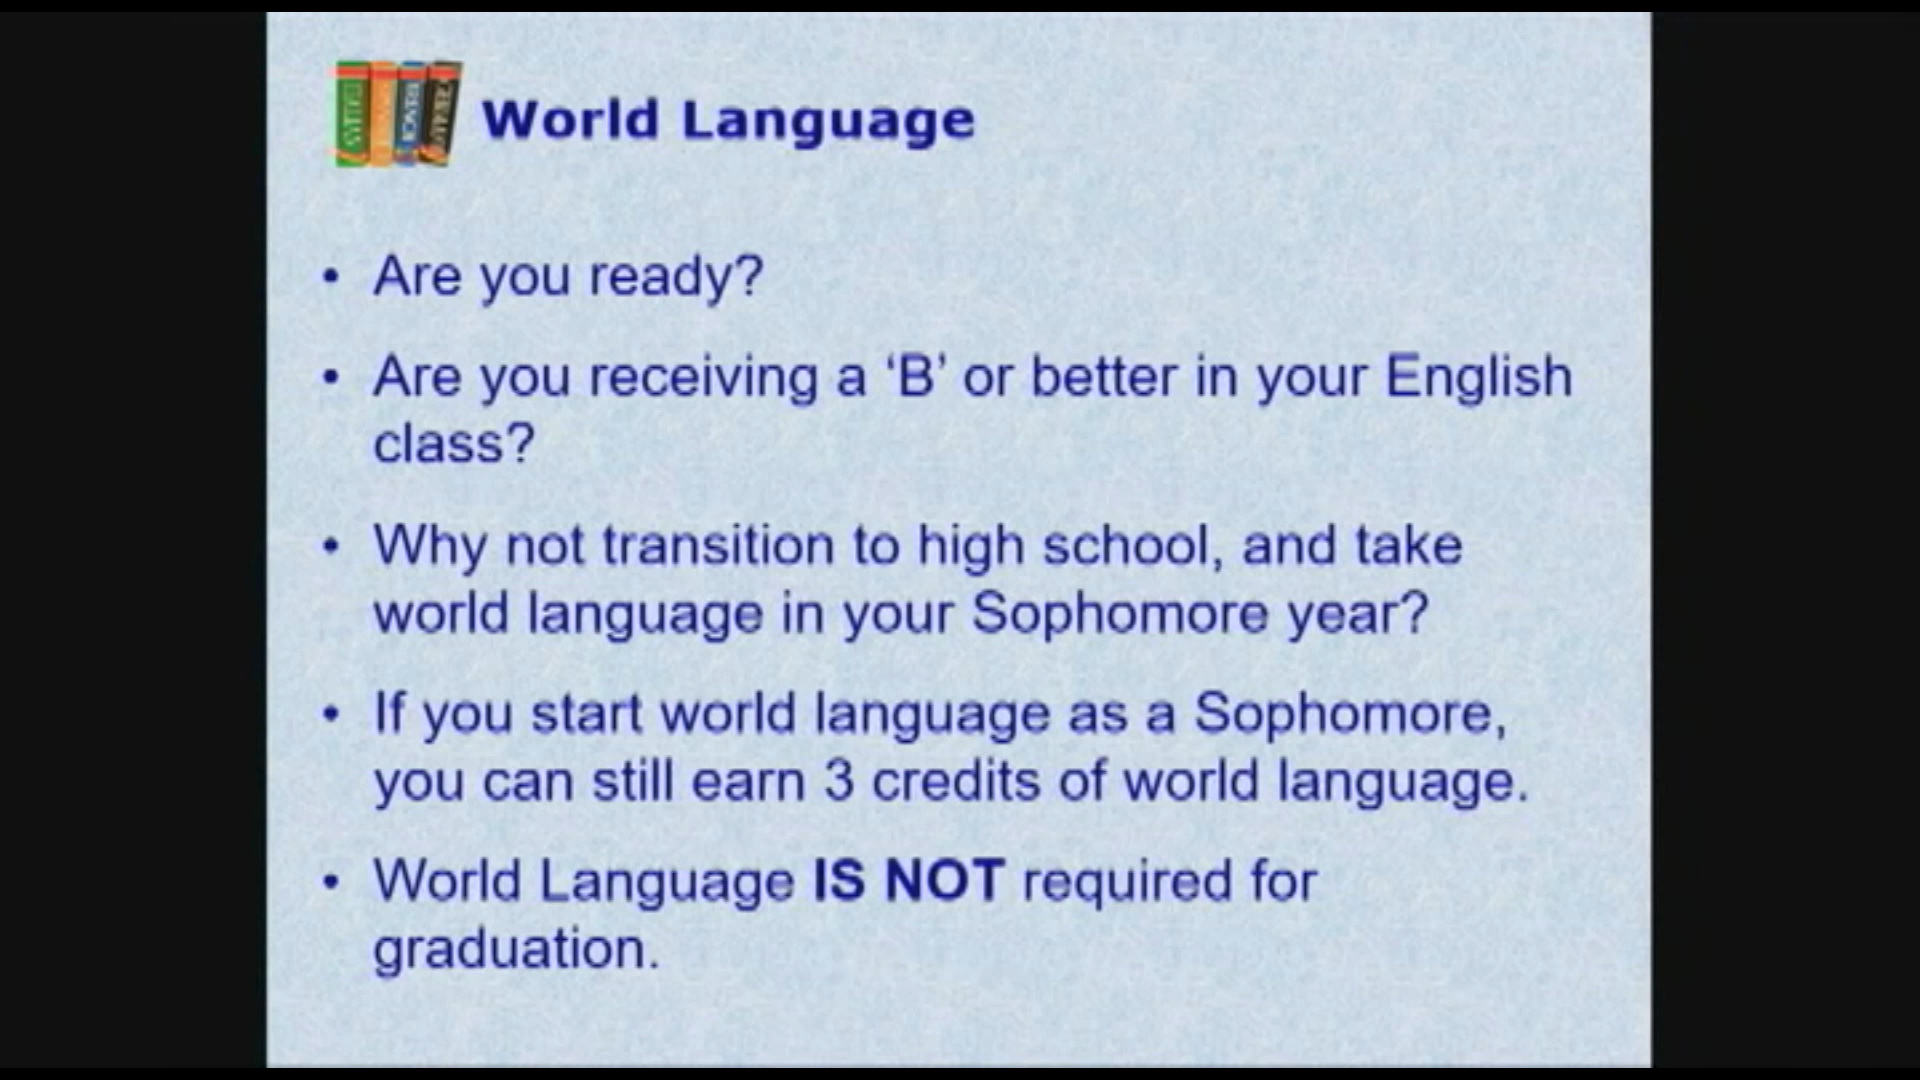 World Language
• Are you ready?
• Are you receiving a ‘B’ or better in your English
class?
• Why not transition to high school, and take
world language in your Sophomore year?
• If you start world language as a Sophomore,
you can still earn 3 credits of world language.
• World Language IS NOT required for
graduation.